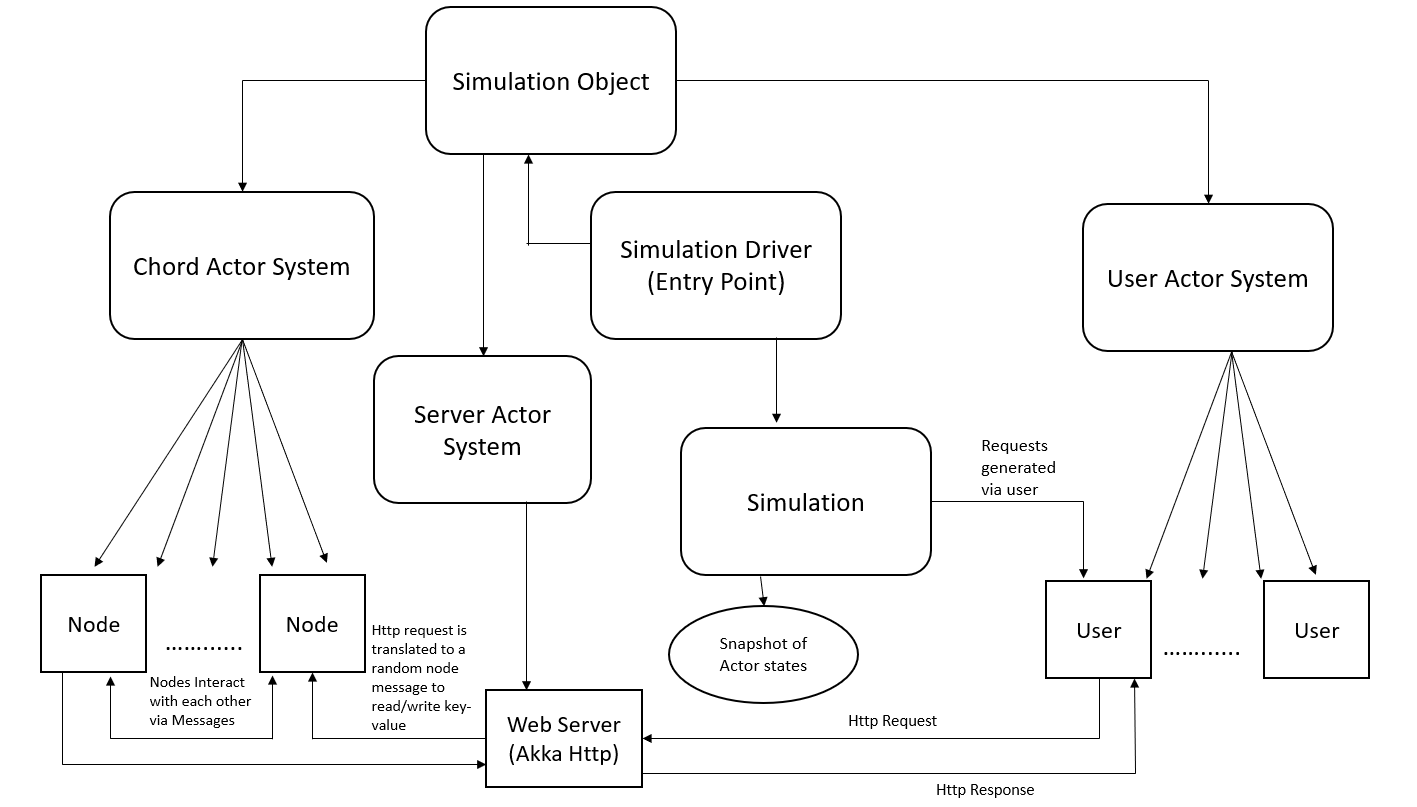 Simulation Object
Chord Actor System
Simulation Driver
(Entry Point)
User Actor System
Server Actor
System
Simulation
Requests
generated
via user
Node
............
Node
Nodes Interact
with each other
via Messages
Http request is
translated to a
random node
message to
read/write key-
value
Snapshot of
Actor states
User
............
User
Web Server
(Akka Http)
Http Request
Http Response